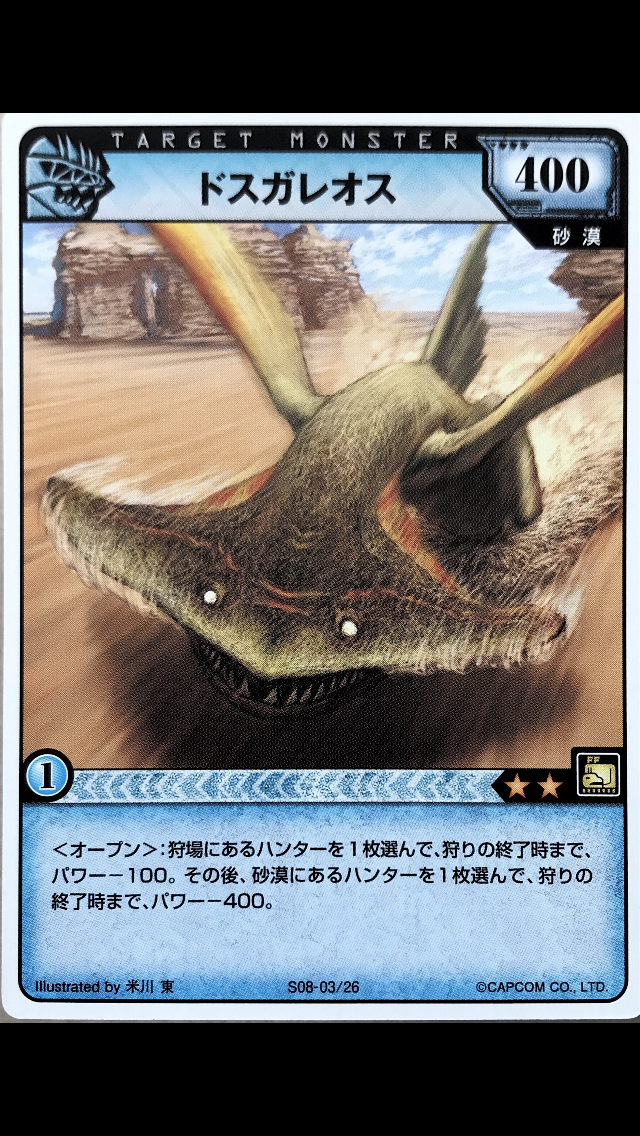 TARGET MONSTER
ドスガレオス
400
砂漠
1
＜オープン＞：狩場にあるハンターを1枚選んで、狩りの終了時まで、
パワー－100。その後、砂漠にあるハンターを1枚選んで、狩りの
終了時まで、パワー－400。
Illustrated by 米川 東
S08-03/26
©CAPCOM CO., LTD.